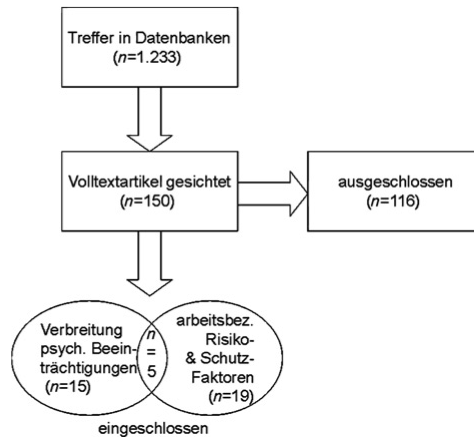 Treffer in Datenbanken
(n=1.233)
Volltextartikel gesichtet
(n=150)
ausgeschlossen
(n=116)
Verbreitung
psych. Beein-
trächtigungen
(n=15)
n
=
5
arbeitsbez.
Risiko-
& Schutz-
Faktoren
(n=19)
eingeschlossen